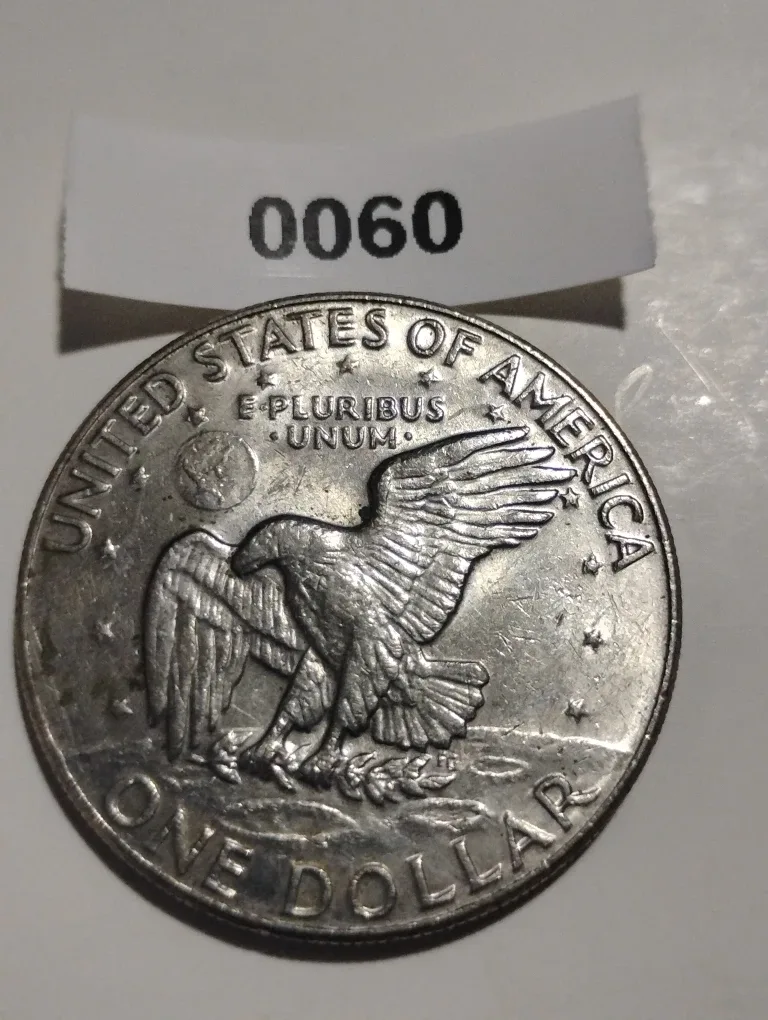 0060
UNITED STATES OF AMERICA
E·PLURIBUS
·UNUM·
ONE DOLLAR